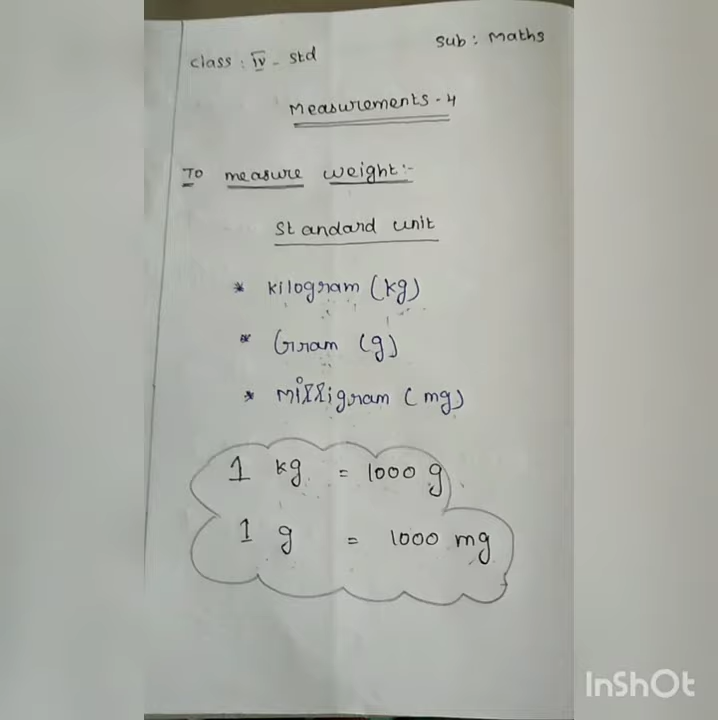 class : IV - std
sub : Maths
Measurements - 4
To measure weight:-
Standard unit
* kilogram (kg)
* Gram (g)
* Milligram (mg)
1 kg = 1000 g
1 g = 1000 mg
InShOt